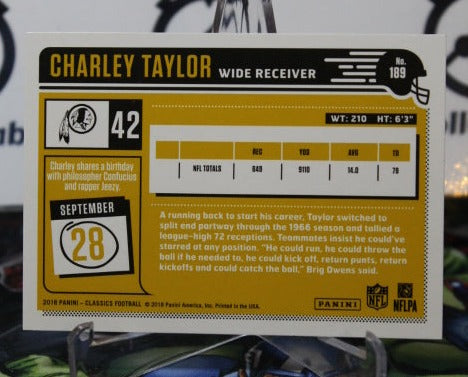 CHARLEY TAYLOR WIDE RECEIVER
No. 189
WT: 210 HT: 6'3"
42
REC YDS AVG TD
NFL TOTALS 649 9110 14.0 79
Charley shares a birthday
with philosopher Confucius
and rapper Jeezy.
SEPTEMBER
28
A running back to start his career, Taylor switched to
split end partway through the 1966 season and tallied a
league-high 72 receptions. Teammates insist he could've
starred at any position. "He could run, he could throw the
ball if he needed to, he could kick off, return punts, return
kickoffs and could catch the ball," Brig Owens said.
PANINI
NFL
NFLPA
2018 PANINI – CLASSICS FOOTBALL © 2018 Panini America, Inc. Printed in the USA.